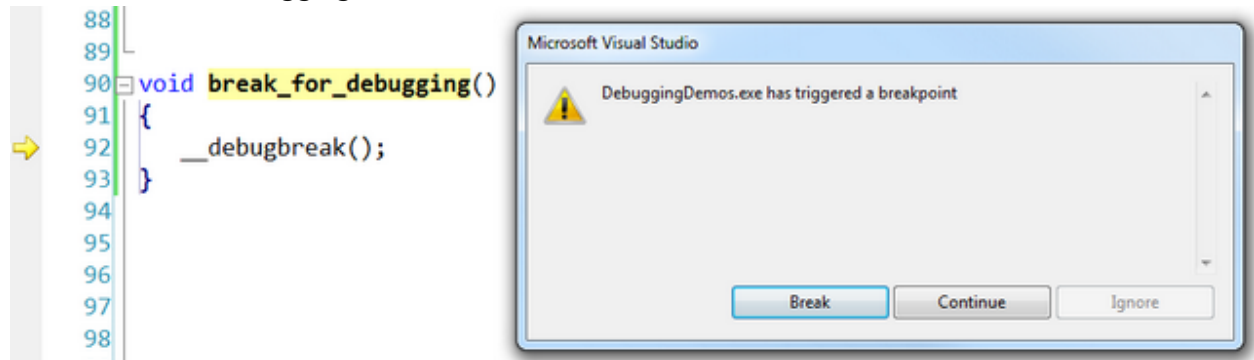 88
89
90 void break_for_debugging()
91 {
92 __debugbreak();
93 }
94
95
96
97
98
Microsoft Visual Studio
DebuggingDemos.exe has triggered a breakpoint
Break Continue Ignore